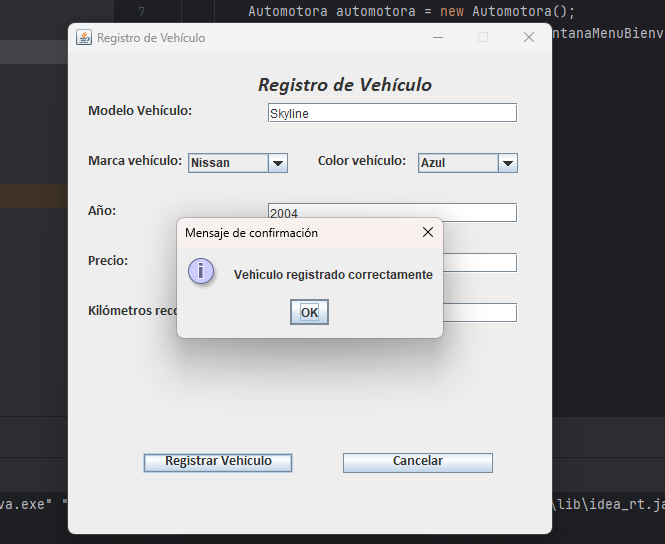 7 Automotora automotora = new Automotora();
Registro de Vehículo
ntanaMenuBienv
Registro de Vehículo
Modelo Vehículo:
Skyline
Marca vehículo: Nissan Color vehículo: Azul
Año:
2004
Mensaje de confirmación
Precio:
Vehículo registrado correctamente
Kilómetros reco
OK
Registrar Vehículo Cancelar
va.exe" " \lib\idea_rt.ja